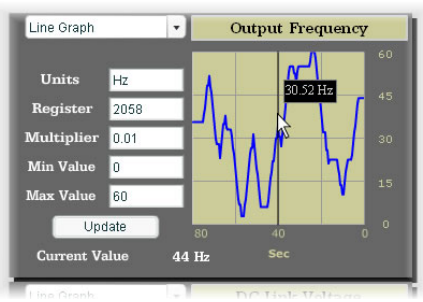 Line Graph
Output Frequency
Units Hz
Register 2058
Multiplier 0.01
Min Value 0
Max Value 60
Update
Current Value 44 Hz
30.52 Hz
60
45
30
15
0
80 40 0
Sec
Line Graph
DC Link Voltage